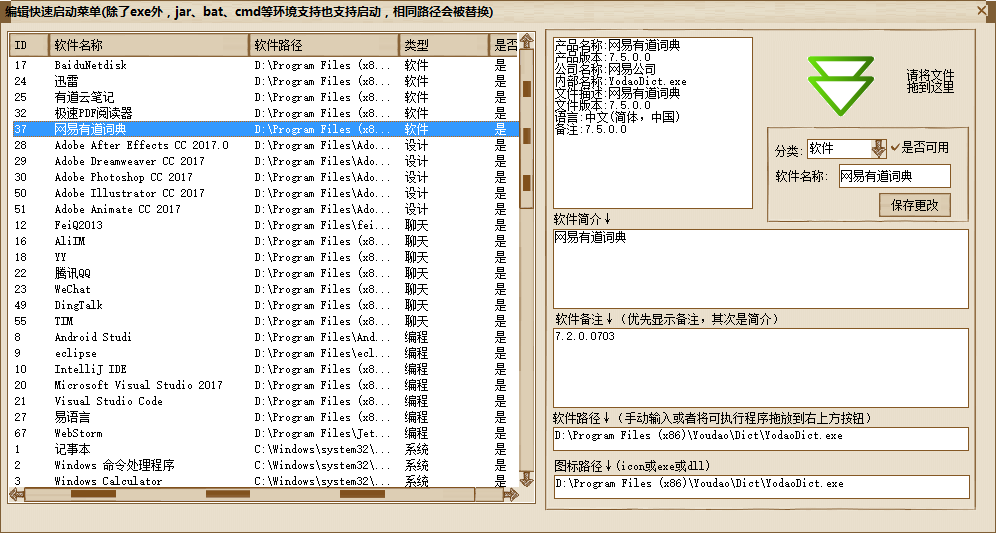 编辑快速启动菜单(除了exe外，jar、bat、cmd等环境支持也支持启动，相同路径会被替换)
ID 软件名称 软件路径 类型 是否
17 BaiduNetdisk D:\Program Files (x8... 软件 是
24 迅雷 D:\Program Files (x8... 软件 是
25 有道云笔记 D:\Program Files (x8... 软件 是
32 极速PDF阅读器 D:\Program Files (x8... 软件 是
37 网易有道词典 D:\Program Files (x8... 软件 是
28 Adobe After Effects CC 2017.0 D:\Program Files\Ado... 设计 是
29 Adobe Dreamweaver CC 2017 D:\Program Files\Ado... 设计 是
30 Adobe Photoshop CC 2017 D:\Program Files\Ado... 设计 是
50 Adobe Illustrator CC 2017 D:\Program Files\Ado... 设计 是
51 Adobe Animate CC 2017 D:\Program Files\Ado... 设计 是
12 FeiQ2013 D:\Program Files\fei... 聊天 是
16 AliIM D:\Program Files (x8... 聊天 是
18 YY D:\Program Files (x8... 聊天 是
22 腾讯QQ D:\Program Files (x8... 聊天 是
23 WeChat D:\Program Files (x8... 聊天 是
49 DingTalk D:\Program Files (x8... 聊天 是
55 TIM D:\Program Files (x8... 聊天 是
8 Android Studi D:\Program Files\And... 编程 是
9 eclipse D:\Program Files\ecl... 编程 是
10 IntelliJ IDE D:\Program Files (x8... 编程 是
20 Microsoft Visual Studio 2017 D:\Program Files (x8... 编程 是
21 Visual Studio Code D:\Program Files (x8... 编程 是
27 易语言 D:\Program Files (x8... 编程 是
67 WebStorm D:\Program Files\Jet... 编程 是
1 记事本 C:\Windows\system32\... 系统 是
2 Windows 命令处理程序 C:\Windows\system32\... 系统 是
3 Windows Calculator C:\Windows\system32\... 系统 是
产品名称:网易有道词典
产品版本:7.5.0.0
公司名称:网易公司
内部名称:YodaoDict.exe
文件描述:网易有道词典
文件版本:7.5.0.0
语言:中文(简体，中国)
备注:7.5.0.0
请将文件
拖到这里
分类: 软件 是否可用
软件名称: 网易有道词典
保存更改
软件简介↓
网易有道词典
软件备注↓（优先显示备注，其次是简介）
7.2.0.0703
软件路径↓（手动输入或者将可执行程序拖放到右上方按钮）
D:\Program Files (x86)\Youdao\Dict\YodaoDict.exe
图标路径↓(icon或exe或dll)
D:\Program Files (x86)\Youdao\Dict\YodaoDict.exe